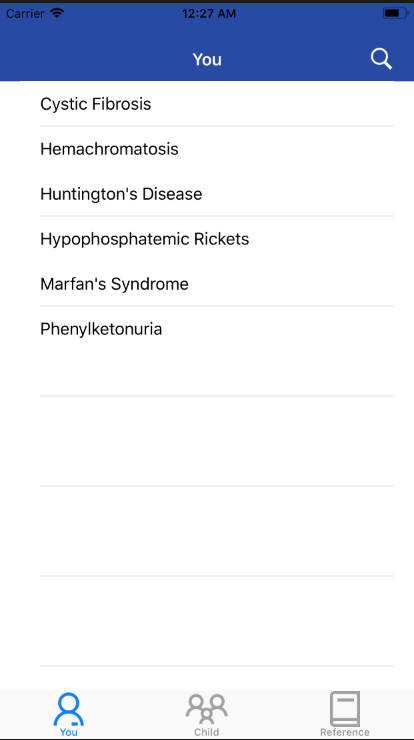 Carrier 12:27 AM
You
Cystic Fibrosis
Hemachromatosis
Huntington's Disease
Hypophosphatemic Rickets
Marfan's Syndrome
Phenylketonuria
You Child Reference